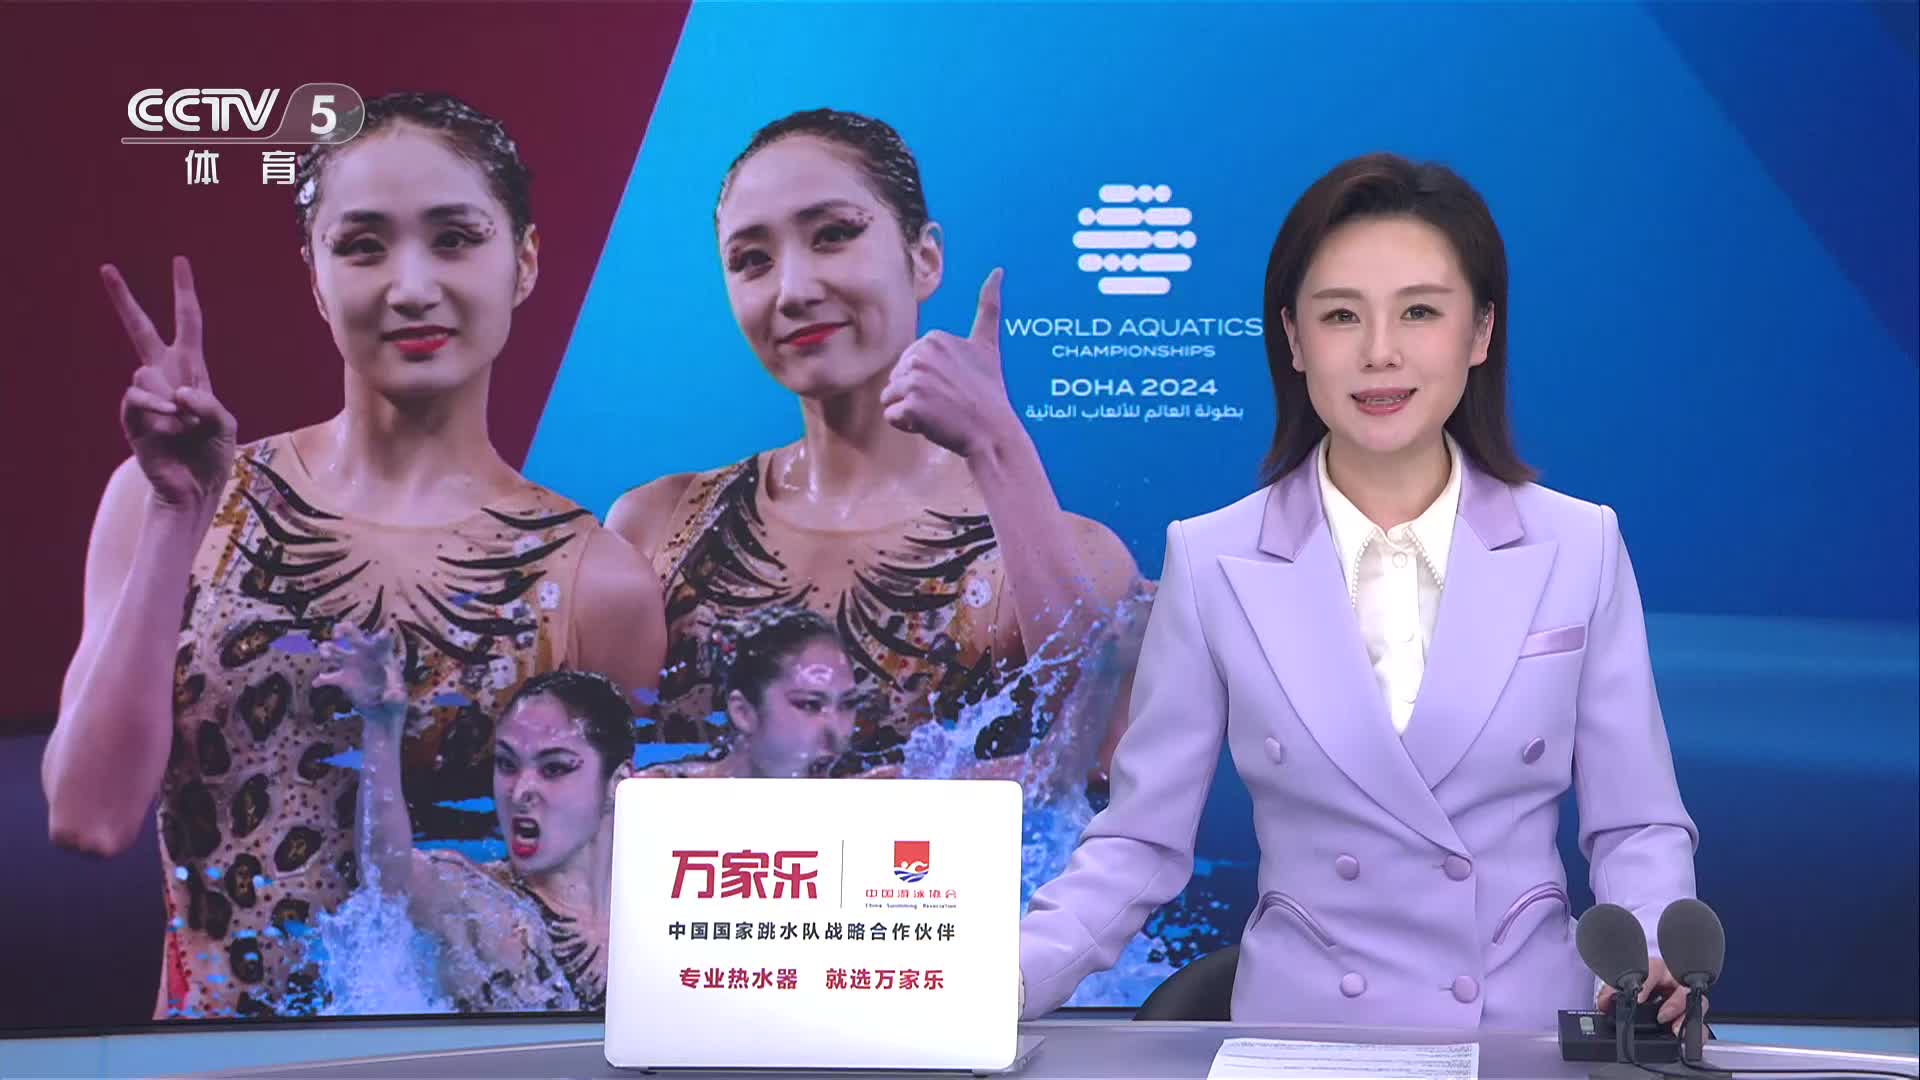 CCTV 5
体育
WORLD AQUATICS
CHAMPIONSHIPS
DOHA 2024
بطولة العالم للألعاب المائية
万家乐
中国游泳协会
China Swimming Association
中国国家跳水队战略合作伙伴
专业热水器 就选万家乐